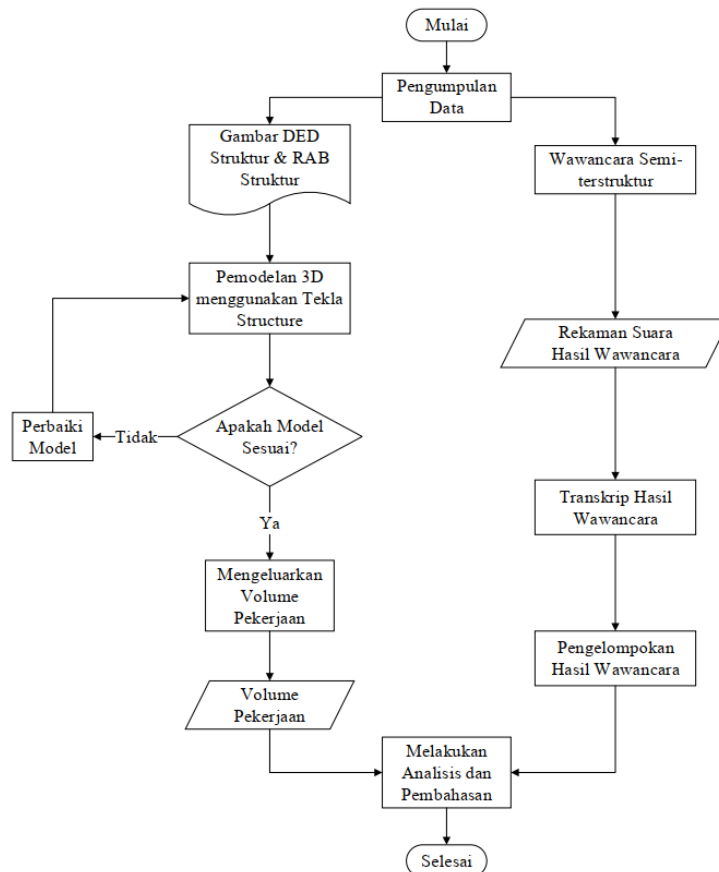 Mulai
Pengumpulan
Data
Gambar DED
Struktur & RAB
Struktur
Wawancara Semi-
terstruktur
Pemodelan 3D
menggunakan Tekla
Structure
Rekaman Suara
Hasil Wawancara
Perbaiki
Model
Tidak
Apakah Model
Sesuai?
Transkrip Hasil
Wawancara
Ya
Mengeluarkan
Volume
Pekerjaan
Pengelompokan
Hasil Wawancara
Volume
Pekerjaan
Melakukan
Analisis dan
Pembahasan
Selesai